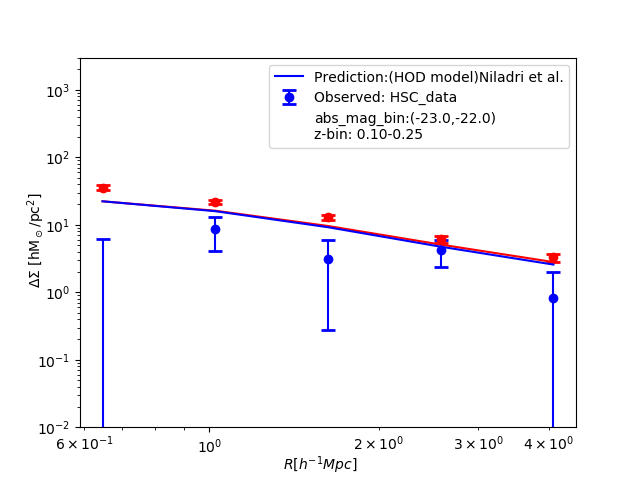 Prediction:(HOD model)Niladri et al.
Observed: HSC_data
abs_mag_bin:(-23.0,-22.0)
z-bin: 0.10-0.25
ΔΣ [hM☉/pc²]
10³
10²
10¹
10⁰
10⁻¹
10⁻²
6 × 10⁻¹
10⁰
2 × 10⁰
3 × 10⁰
4 × 10⁰
R[h⁻¹Mpc]